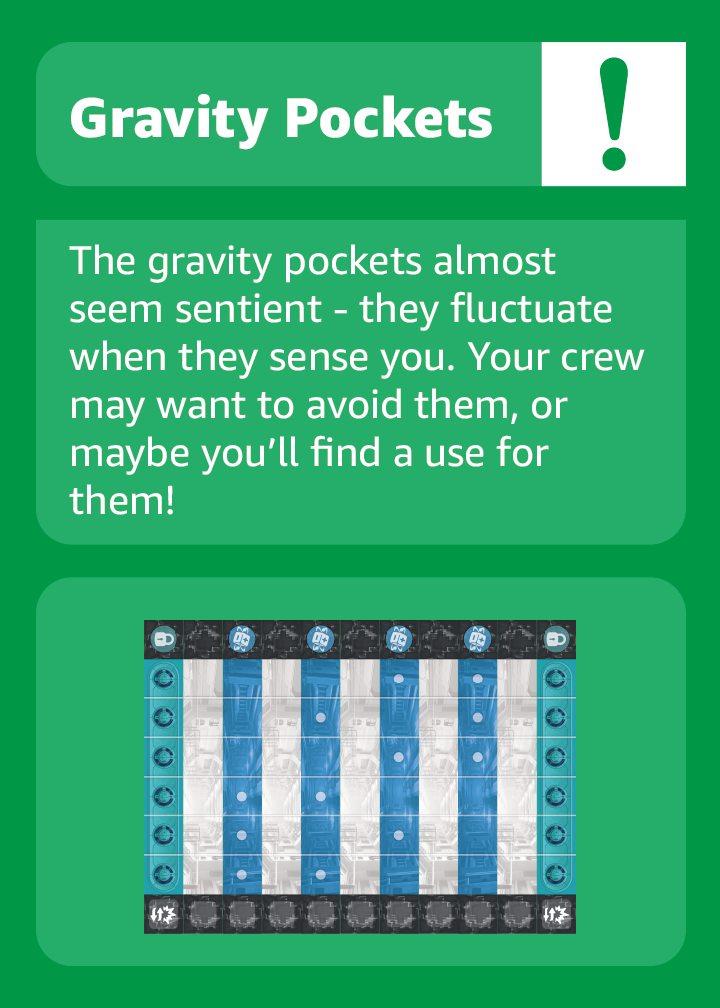 Gravity Pockets
The gravity pockets almost
seem sentient - they fluctuate
when they sense you. Your crew
may want to avoid them, or
maybe you’ll find a use for
them!